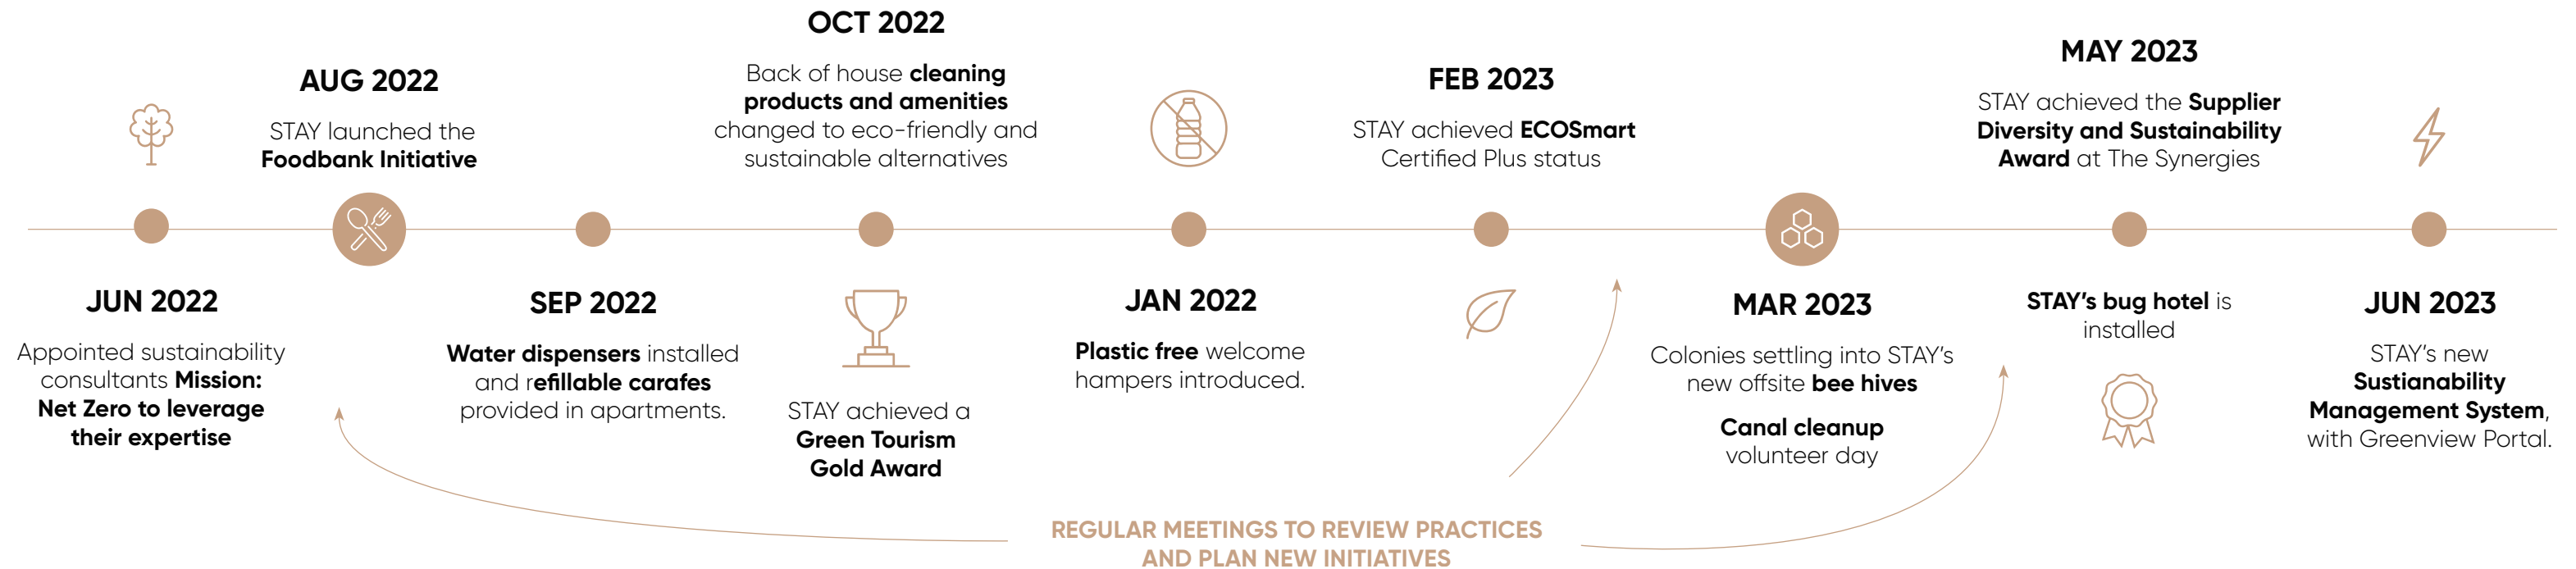 JUN 2022
Appointed sustainability
consultants Mission:
Net Zero to leverage
their expertise
AUG 2022
STAY launched the
Foodbank Initiative
SEP 2022
Water dispensers installed
and refillable carafes
provided in apartments.
OCT 2022
Back of house cleaning
products and amenities
changed to eco-friendly and
sustainable alternatives
STAY achieved a
Green Tourism
Gold Award
JAN 2022
Plastic free welcome
hampers introduced.
FEB 2023
STAY achieved ECOSmart
Certified Plus status
MAR 2023
Colonies settling into STAY’s
new offsite bee hives
Canal cleanup
volunteer day
MAY 2023
STAY achieved the Supplier
Diversity and Sustainability
Award at The Synergies
STAY’s bug hotel is
installed
JUN 2023
STAY’s new
Sustianability
Management System,
with Greenview Portal.
REGULAR MEETINGS TO REVIEW PRACTICES
AND PLAN NEW INITIATIVES